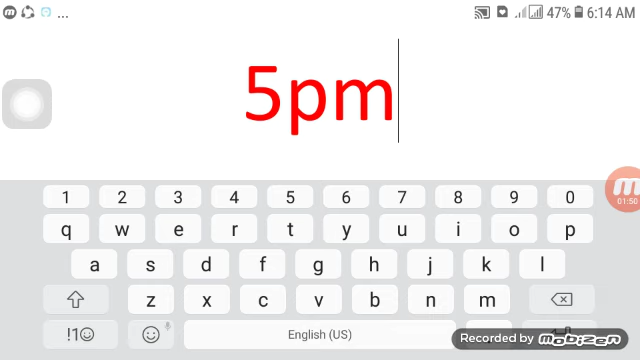 ... 47% 6:14 AM
5pm
01:50
1 2 3 4 5 6 7 8 9 0
q w e r t y u i o p
a s d f g h j k l
z x c v b n m
!1☺ English (US)
Recorded by mobizen